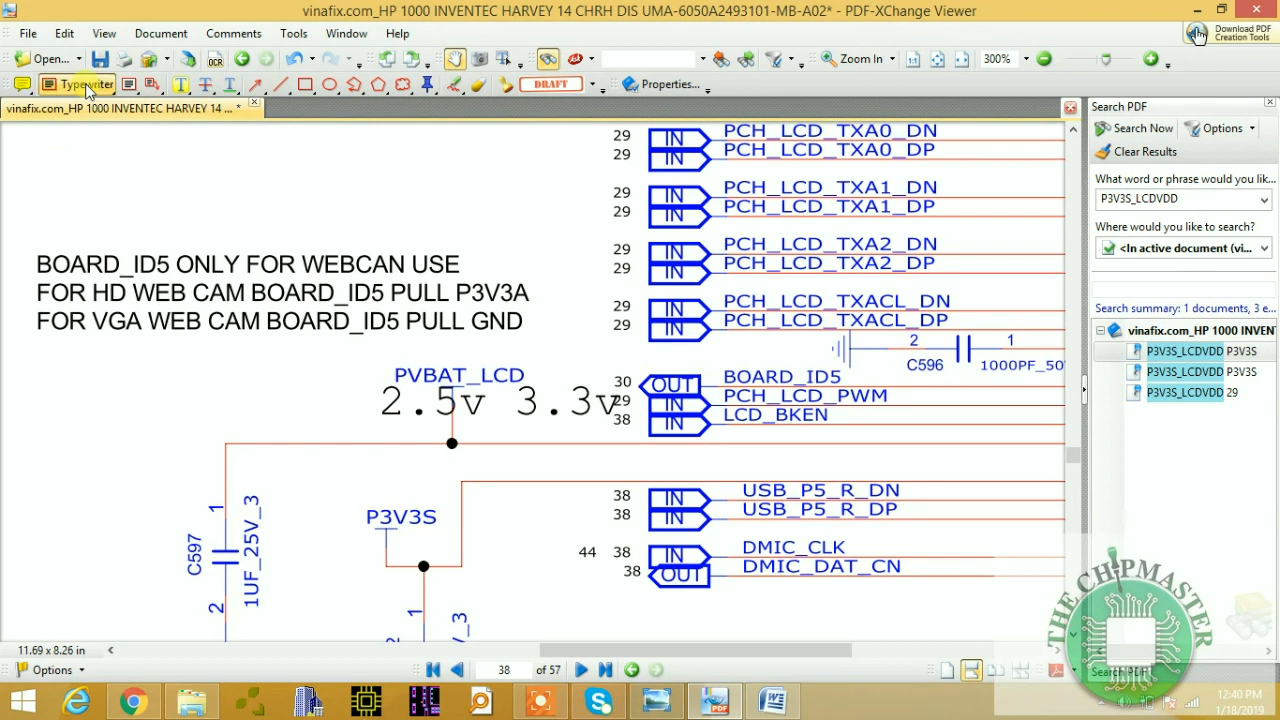 vinafix.com_HP 1000 INVENTEC HARVEY 14 CHRH DIS UMA-6050A2493101-MB-A02* - PDF-XChange Viewer
File Edit View Document Comments Tools Window Help
Download PDF Creation Tools
Open... OCR Zoom In 300%
Typewriter DRAFT Properties...
vinafix.com_HP 1000 INVENTEC HARVEY 14 ... *
29 IN PCH_LCD_TXA0_DN
29 IN PCH_LCD_TXA0_DP
29 IN PCH_LCD_TXA1_DN
29 IN PCH_LCD_TXA1_DP
29 IN PCH_LCD_TXA2_DN
29 IN PCH_LCD_TXA2_DP
29 IN PCH_LCD_TXACL_DN
29 IN PCH_LCD_TXACL_DP
BOARD_ID5 ONLY FOR WEBCAN USE
FOR HD WEB CAM BOARD_ID5 PULL P3V3A
FOR VGA WEB CAM BOARD_ID5 PULL GND
2 1
C596 1000PF_50
PVBAT_LCD
2.5v 3.3v
30 OUT BOARD_ID5
29 IN PCH_LCD_PWM
38 IN LCD_BKEN
38 IN USB_P5_R_DN
38 IN USB_P5_R_DP
44 38 IN DMIC_CLK
38 OUT DMIC_DAT_CN
P3V3S
1
C597
1UF_25V_3
2
1
2
V_3
Search PDF
Search Now Options
Clear Results
What word or phrase would you lik...
P3V3S_LCDVDD
Where would you like to search?
<In active document (vi...
Search summary: 1 documents, 3 e
vinafix.com_HP 1000 INVENT
P3V3S_LCDVDD P3V3S
P3V3S_LCDVDD P3V3S
P3V3S_LCDVDD 29
11.69 x 8.26 in
Options 38 of 57
Search PDF
THE CHIPMASTER
PDF
12:40 PM
1/18/2019